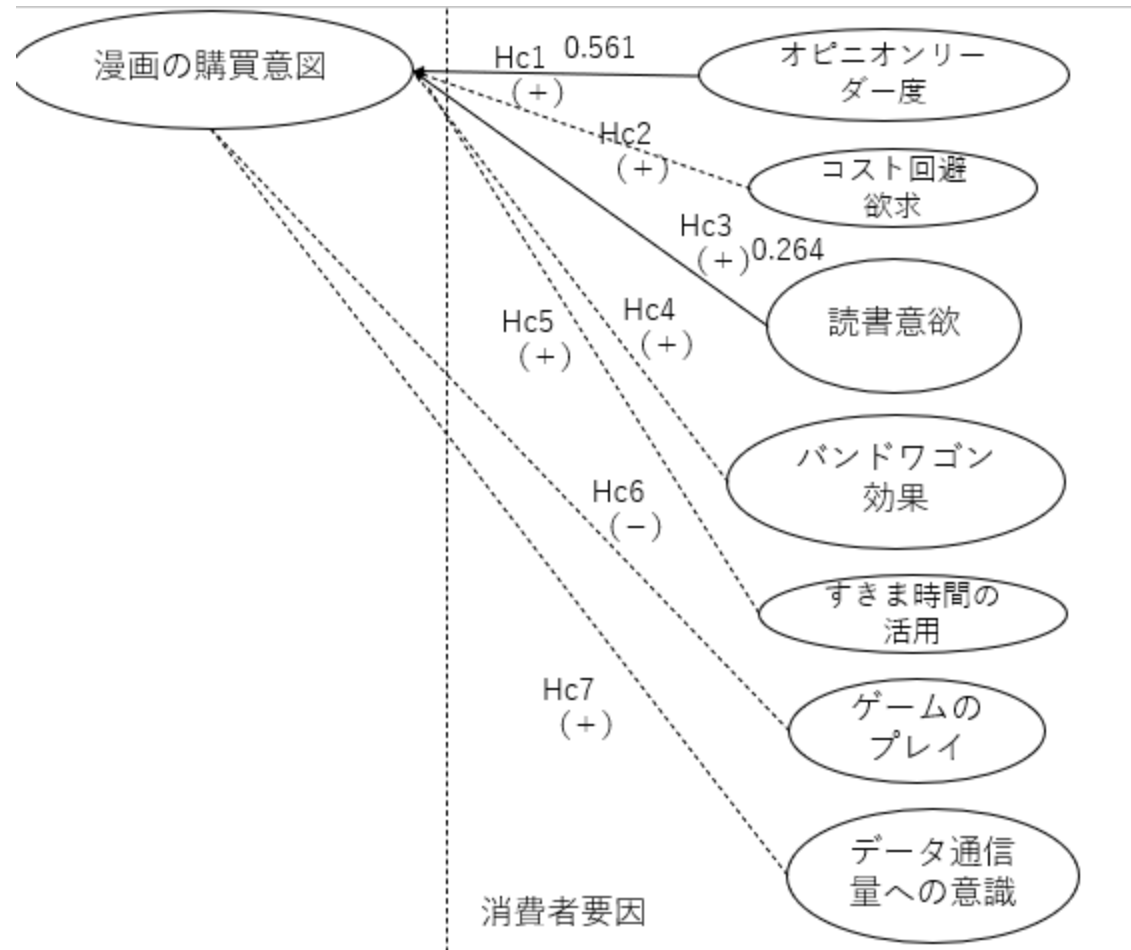 漫画の購買意図
Hc1 0.561
(+)
オピニオンリー
ダー度
Hc2
(+)
コスト回避
欲求
Hc3
(+)0.264
読書意欲
Hc4
(+)
Hc5
(+)
バンドワゴン
効果
Hc6
(-)
すきま時間の
活用
Hc7
(+)
ゲームの
プレイ
データ通信
量への意識
消費者要因